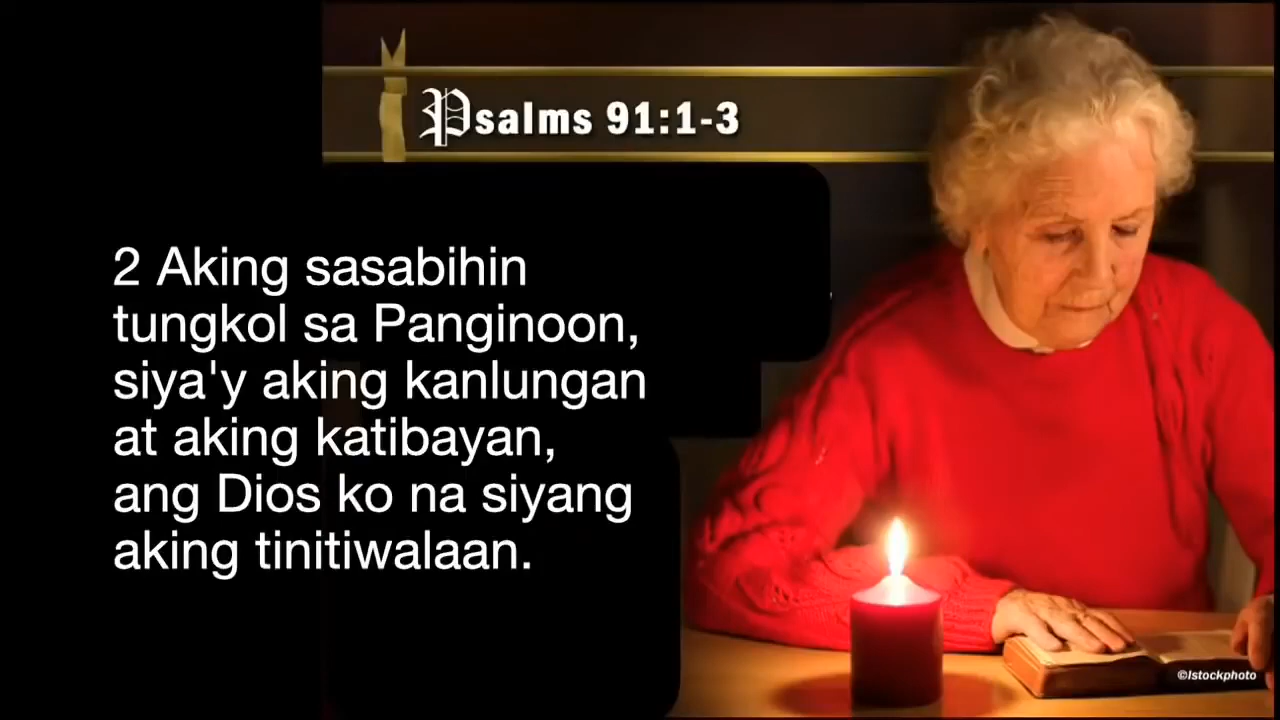 Psalms 91:1-3
2 Aking sasabihin
tungkol sa Panginoon,
siya'y aking kanlungan
at aking katibayan,
ang Dios ko na siyang
aking tinitiwalaan.
©Istockphoto